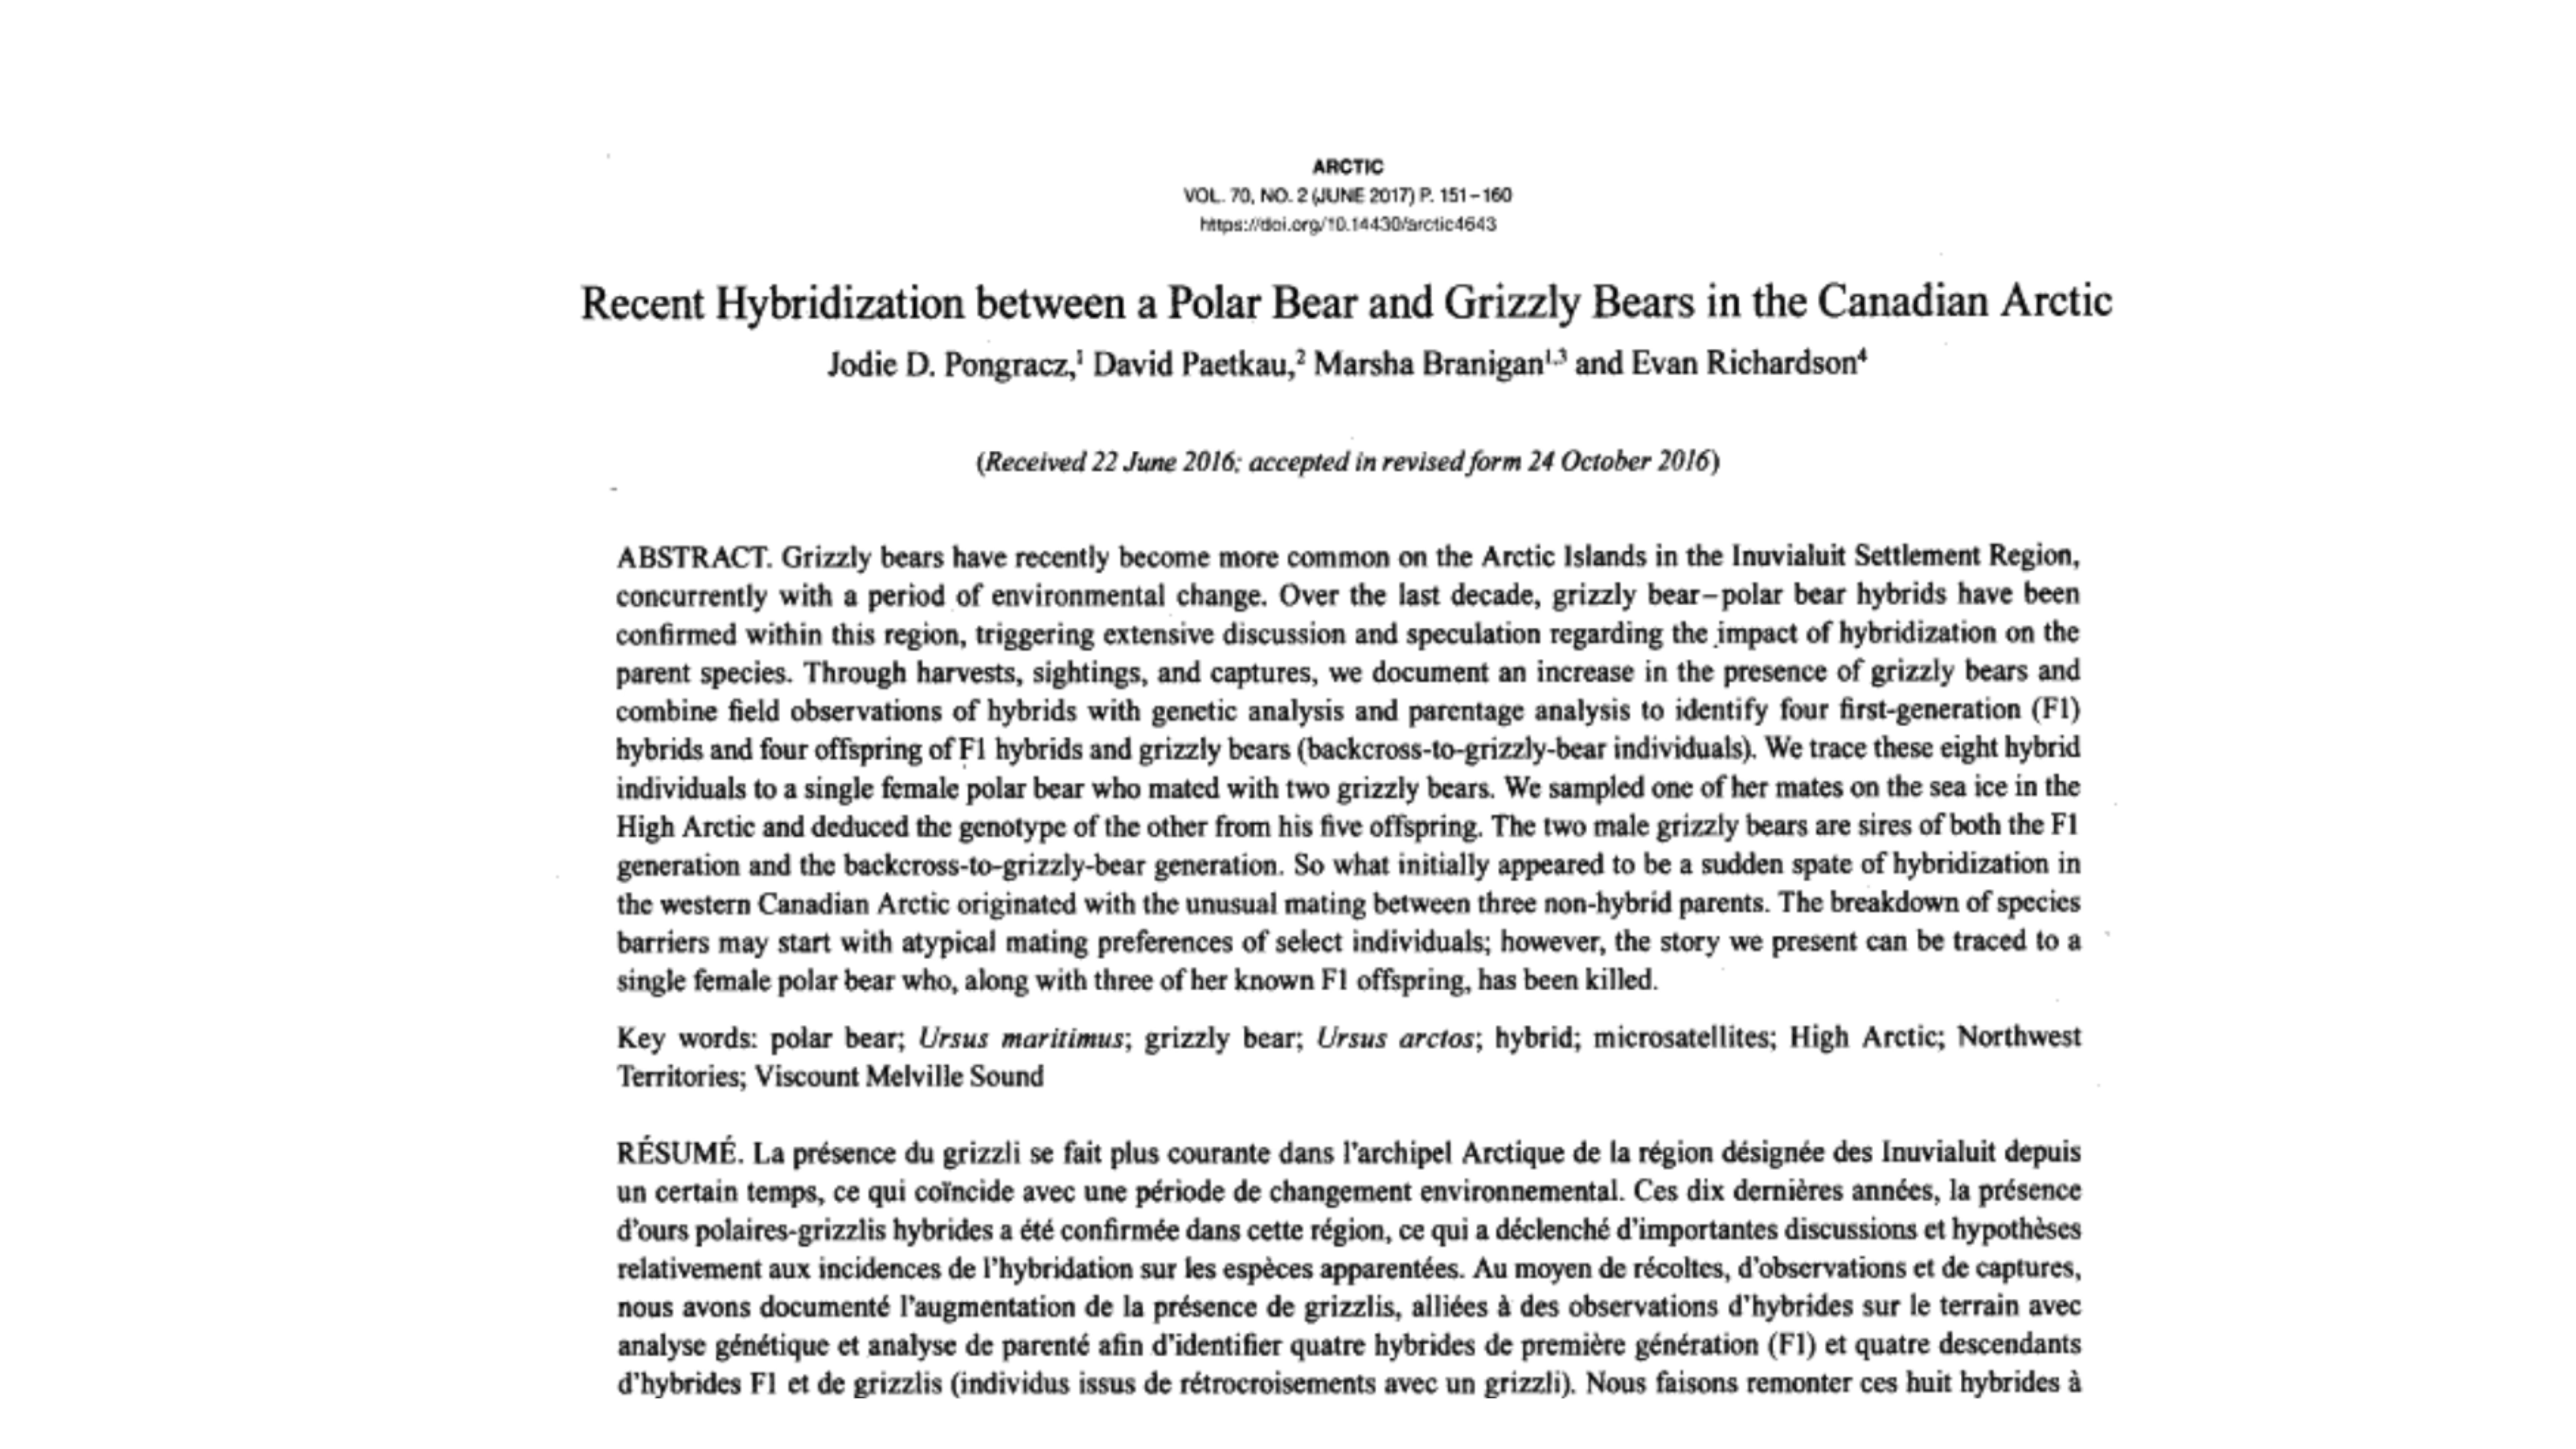 ARCTIC
VOL. 70, NO. 2 (JUNE 2017) P. 151–160
https://doi.org/10.14430/arctic4643
Recent Hybridization between a Polar Bear and Grizzly Bears in the Canadian Arctic
Jodie D. Pongracz,1 David Paetkau,2 Marsha Branigan1,3 and Evan Richardson4
(Received 22 June 2016; accepted in revised form 24 October 2016)
ABSTRACT. Grizzly bears have recently become more common on the Arctic Islands in the Inuvialuit Settlement Region,
concurrently with a period of environmental change. Over the last decade, grizzly bear–polar bear hybrids have been
confirmed within this region, triggering extensive discussion and speculation regarding the impact of hybridization on the
parent species. Through harvests, sightings, and captures, we document an increase in the presence of grizzly bears and
combine field observations of hybrids with genetic analysis and parentage analysis to identify four first-generation (F1)
hybrids and four offspring of F1 hybrids and grizzly bears (backcross-to-grizzly-bear individuals). We trace these eight hybrid
individuals to a single female polar bear who mated with two grizzly bears. We sampled one of her mates on the sea ice in the
High Arctic and deduced the genotype of the other from his five offspring. The two male grizzly bears are sires of both the F1
generation and the backcross-to-grizzly-bear generation. So what initially appeared to be a sudden spate of hybridization in
the western Canadian Arctic originated with the unusual mating between three non-hybrid parents. The breakdown of species
barriers may start with atypical mating preferences of select individuals; however, the story we present can be traced to a
single female polar bear who, along with three of her known F1 offspring, has been killed.
Key words: polar bear; Ursus maritimus; grizzly bear; Ursus arctos; hybrid; microsatellites; High Arctic; Northwest
Territories; Viscount Melville Sound
RÉSUMÉ. La présence du grizzli se fait plus courante dans l'archipel Arctique de la région désignée des Inuvialuit depuis
un certain temps, ce qui coïncide avec une période de changement environnemental. Ces dix dernières années, la présence
d'ours polaires-grizzlis hybrides a été confirmée dans cette région, ce qui a déclenché d'importantes discussions et hypothèses
relativement aux incidences de l'hybridation sur les espèces apparentées. Au moyen de récoltes, d'observations et de captures,
nous avons documenté l'augmentation de la présence de grizzlis, alliées à des observations d'hybrides sur le terrain avec
analyse génétique et analyse de parenté afin d'identifier quatre hybrides de première génération (F1) et quatre descendants
d'hybrides F1 et de grizzlis (individus issus de rétrocroisements avec un grizzli). Nous faisons remonter ces huit hybrides à